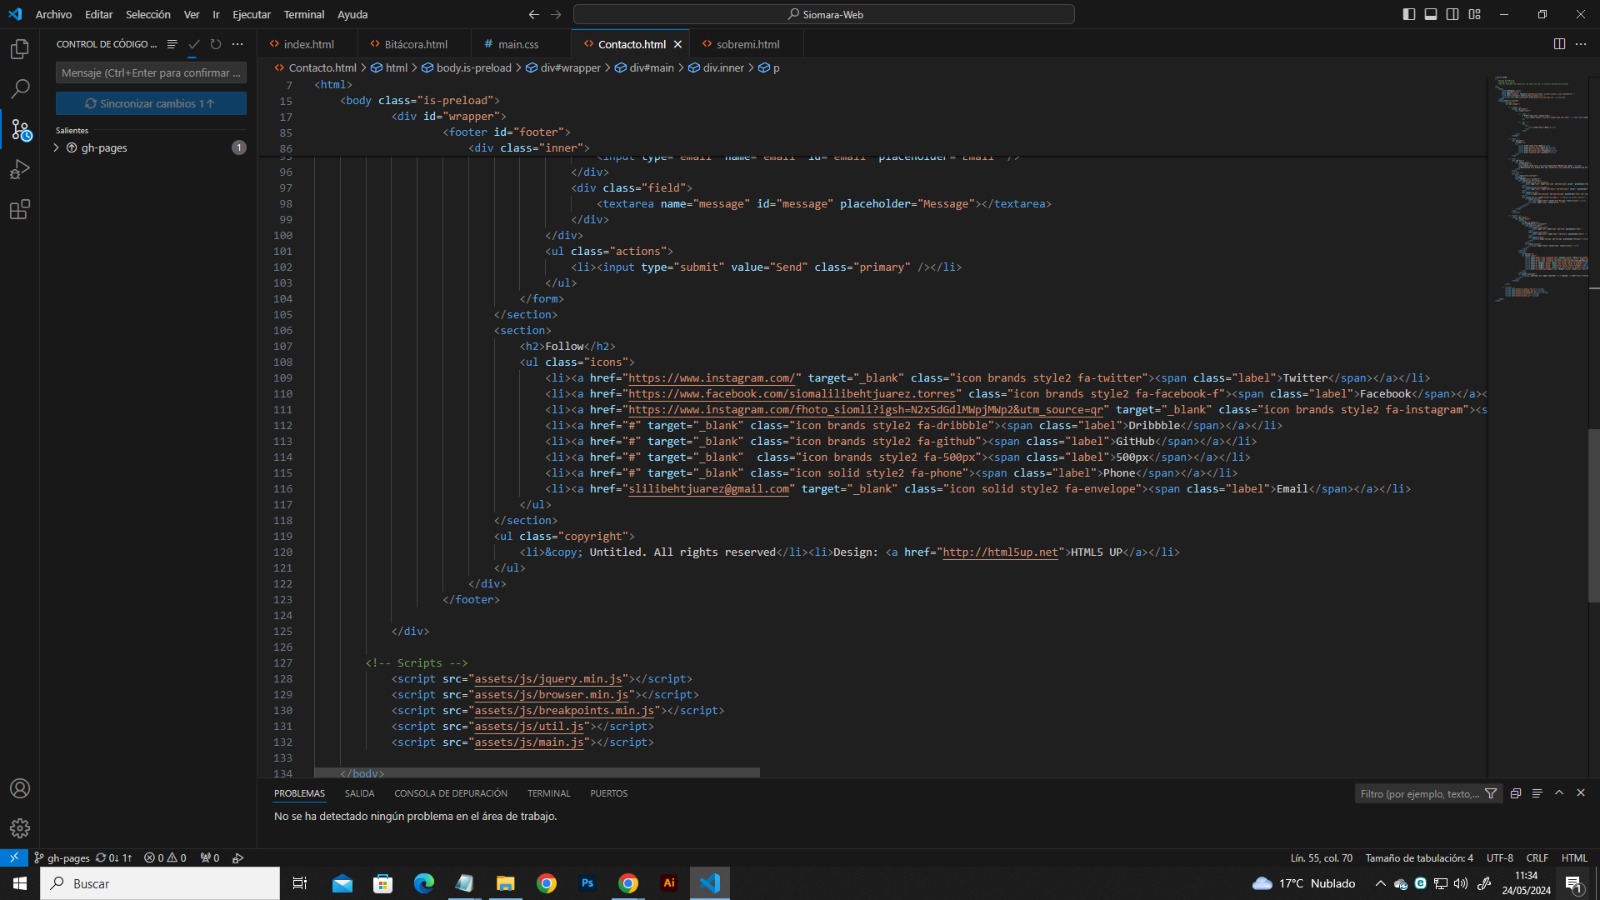 Archivo Editar Selección Ver Ir Ejecutar Terminal Ayuda
Siomara-Web
CONTROL DE CÓDIGO ...
Mensaje (Ctrl+Enter para confirmar ...
Sincronizar cambios 1↑
Salientes
gh-pages 1
index.html Bitácora.html # main.css Contacto.html sobremi.html
Contacto.html > html > body.is-preload > div#wrapper > div#main > div.inner > p
7 <html>
15 <body class="is-preload">
17 <div id="wrapper">
85 <footer id="footer">
86 <div class="inner">
95 <input type="email" name="email" id="email" placeholder="Email" />
96 </div>
97 <div class="field">
98 <textarea name="message" id="message" placeholder="Message"></textarea>
99 </div>
100 </div>
101 <ul class="actions">
102 <li><input type="submit" value="Send" class="primary" /></li>
103 </ul>
104 </form>
105 </section>
106 <section>
107 <h2>Follow</h2>
108 <ul class="icons">
109 <li><a href="https://www.instagram.com/" target="_blank" class="icon brands style2 fa-twitter"><span class="label">Twitter</span></a></li>
110 <li><a href="https://www.facebook.com/siomalilibehtjuarez.torres" class="icon brands style2 fa-facebook-f"><span class="label">Facebook</span></a><
111 <li><a href="https://www.instagram.com/fhoto_siomli?igsh=N2x5dGdlMWpjMWp2&utm_source=qr" target="_blank" class="icon brands style2 fa-instagram"><s
112 <li><a href="#" target="_blank" class="icon brands style2 fa-dribbble"><span class="label">Dribbble</span></a></li>
113 <li><a href="#" target="_blank" class="icon brands style2 fa-github"><span class="label">GitHub</span></a></li>
114 <li><a href="#" target="_blank"  class="icon brands style2 fa-500px"><span class="label">500px</span></a></li>
115 <li><a href="#" target="_blank" class="icon solid style2 fa-phone"><span class="label">Phone</span></a></li>
116 <li><a href="slilibehtjuarez@gmail.com" target="_blank" class="icon solid style2 fa-envelope"><span class="label">Email</span></a></li>
117 </ul>
118 </section>
119 <ul class="copyright">
120 <li>&copy; Untitled. All rights reserved</li><li>Design: <a href="http://html5up.net">HTML5 UP</a></li>
121 </ul>
122 </div>
123 </footer>
124
125 </div>
126
127 <!-- Scripts -->
128 <script src="assets/js/jquery.min.js"></script>
129 <script src="assets/js/browser.min.js"></script>
130 <script src="assets/js/breakpoints.min.js"></script>
131 <script src="assets/js/util.js"></script>
132 <script src="assets/js/main.js"></script>
133
134 </body>
PROBLEMAS SALIDA CONSOLA DE DEPURACIÓN TERMINAL PUERTOS
Filtro (por ejemplo, texto,...
No se ha detectado ningún problema en el área de trabajo.
gh-pages 0↓ 1↑ 0 0 0
Lín. 55, col. 70 Tamaño de tabulación: 4 UTF-8 CRLF HTML
Buscar
Ps Ai
17°C Nublado
11:34
24/05/2024
1